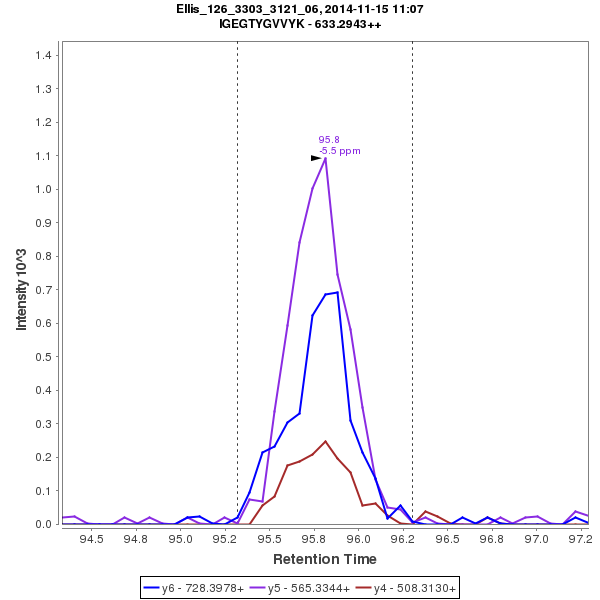 Ellis_126_3303_3121_06, 2014-11-15 11:07
IGEGTYGVVYK - 633.2943++
95.8
-5.5 ppm
Intensity 10^3
1.4
1.3
1.2
1.1
1.0
0.9
0.8
0.7
0.6
0.5
0.4
0.3
0.2
0.1
0.0
94.5 94.8 95.0 95.2 95.5 95.8 96.0 96.2 96.5 96.8 97.0 97.2
Retention Time
y6 - 728.3978+ y5 - 565.3344+ y4 - 508.3130+